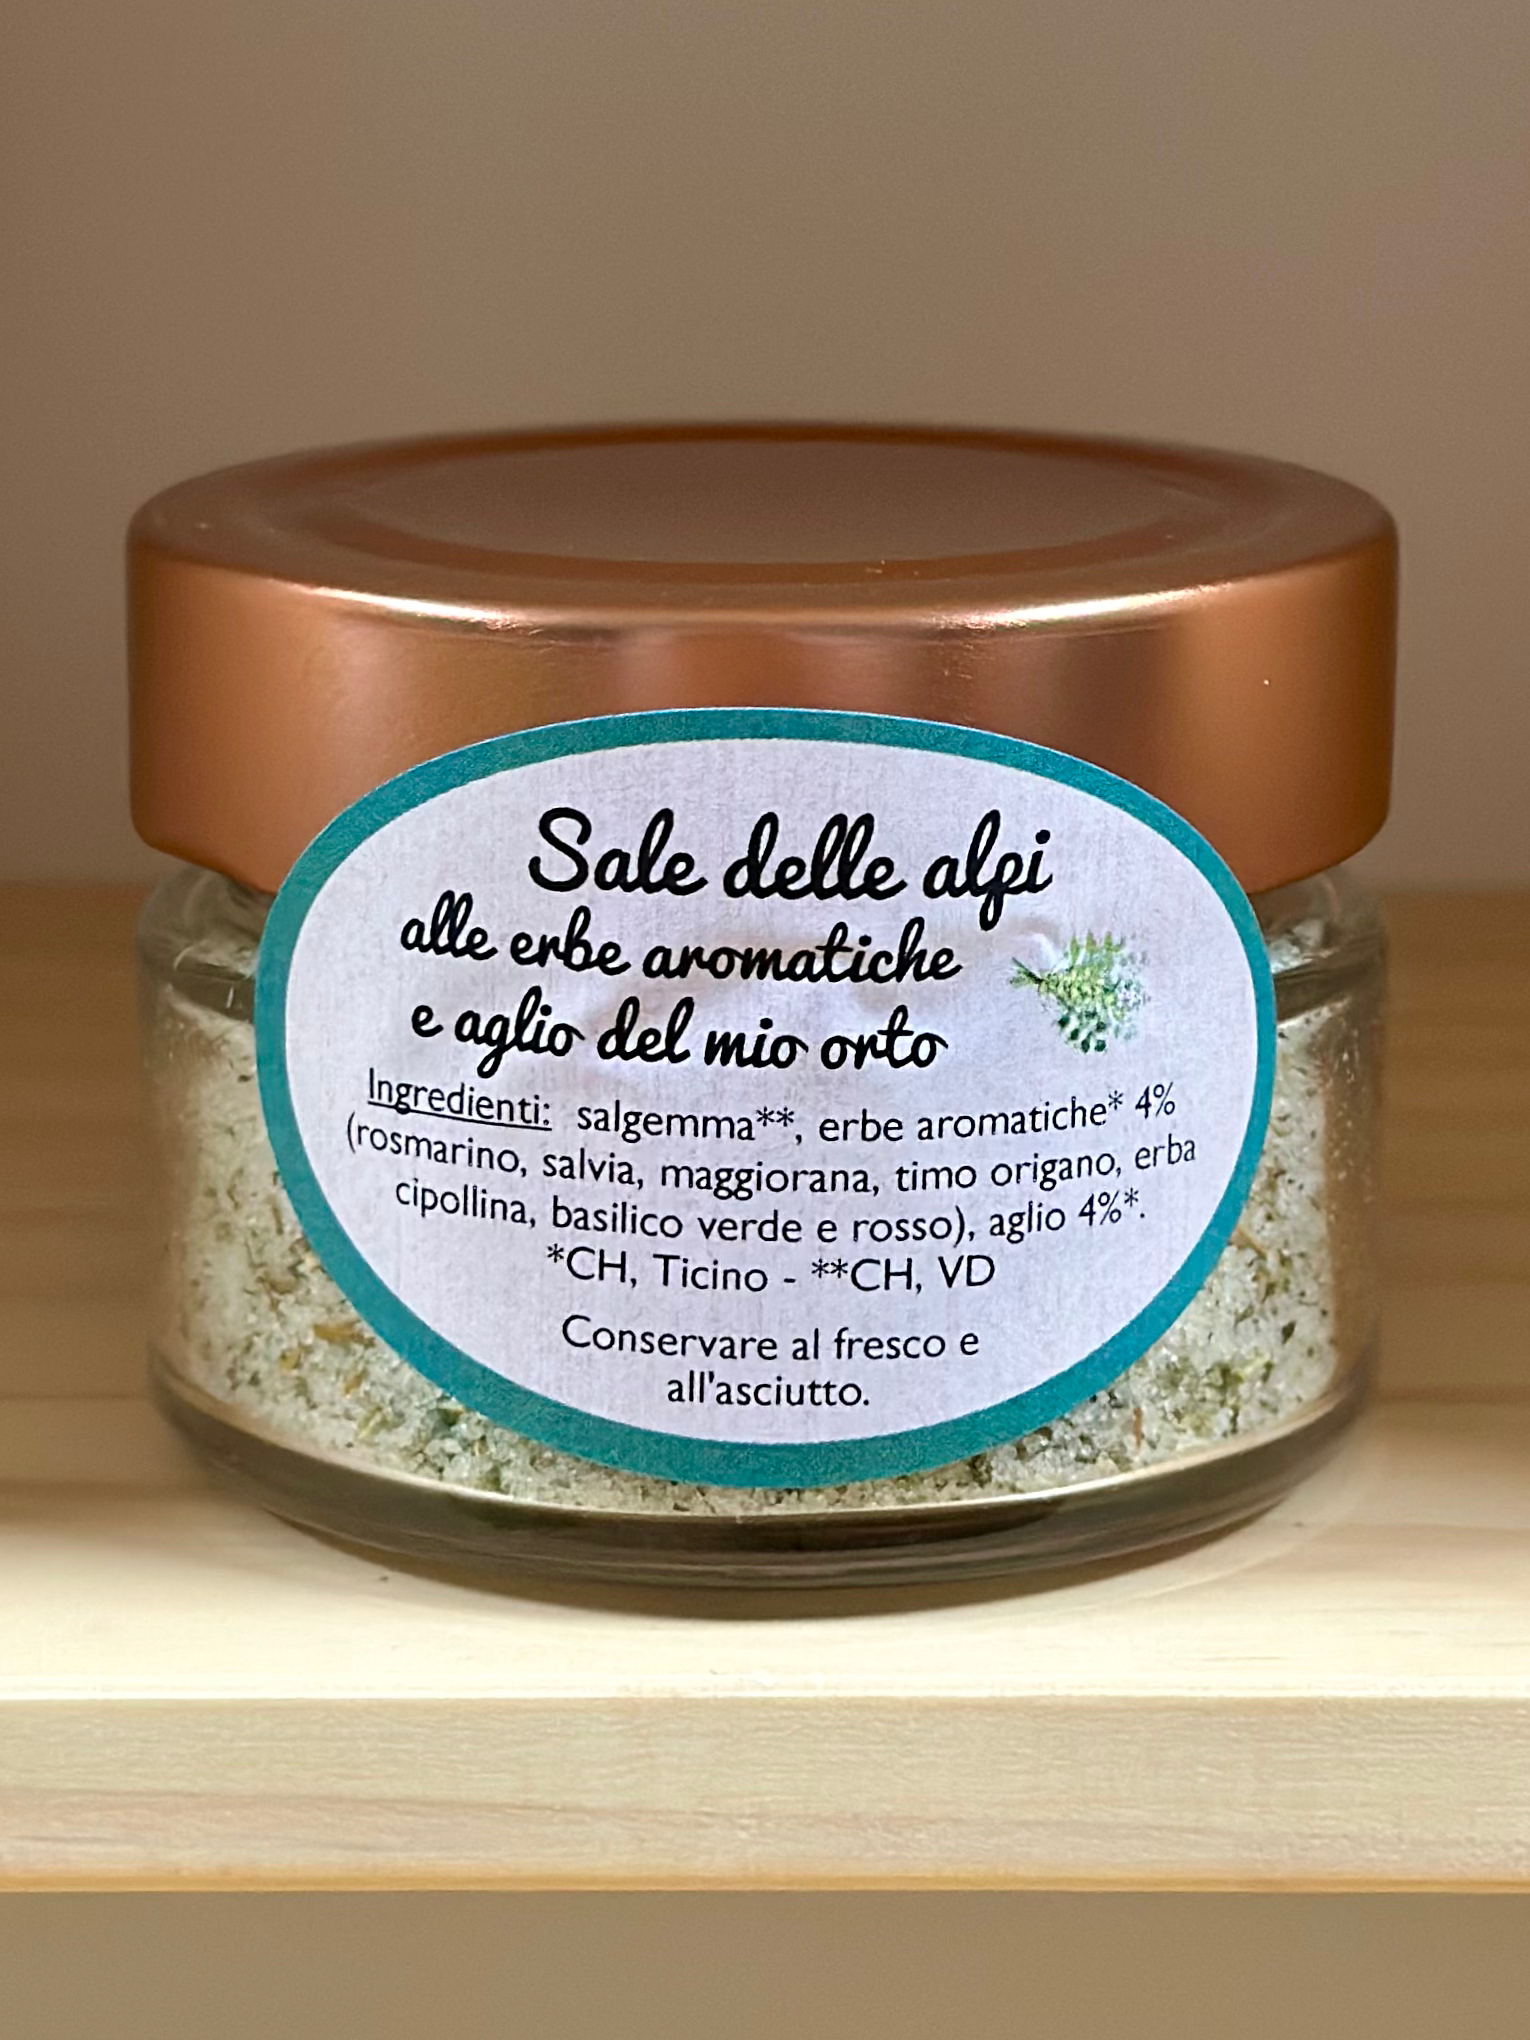 Sale delle alpi
alle erbe aromatiche
e aglio del mio orto
Ingredienti: salgemma**, erbe aromatiche* 4%
(rosmarino, salvia, maggiorana, timo origano, erba
cipollina, basilico verde e rosso), aglio 4%*.
*CH, Ticino - **CH, VD
Conservare al fresco e
all'asciutto.